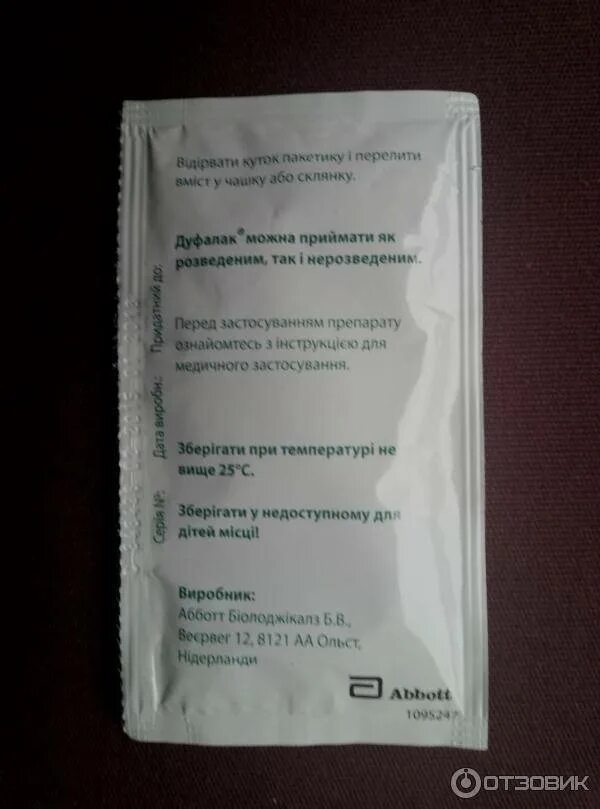 Відірвати куток пакетику і перелити
вміст у чашку або склянку.
Дуфалак® можна приймати як
розведеним, так і нерозведеним.
Перед застосуванням препарату
ознайомтесь з інструкцією для
медичного застосування.
Зберігати при температурі не
вище 25°С.
Зберігати у недоступному для
дітей місці!
Виробник:
Абботт Біолоджікалз Б.В.,
Веєрвег 12, 8121 АА Ольст,
Нідерланди
Abbott
1095247
Серія №:
Дата виробн.:
Придатний до:
ОТЗОВИК